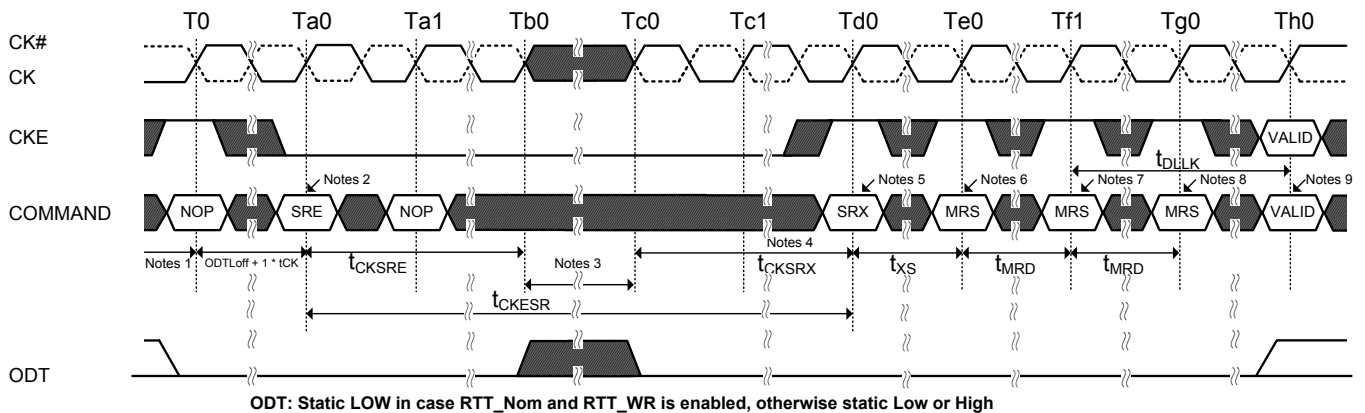 T0 Ta0 Ta1 Tb0 Tc0 Tc1 Td0 Te0 Tf1 Tg0 Th0
CK#
CK
CKE
VALID
tDLLK
Notes 2 Notes 5 Notes 6 Notes 7 Notes 8 Notes 9
COMMAND
NOP SRE NOP SRX MRS MRS MRS VALID
Notes 1 ODTLoff + 1 * tCK tCKSRE Notes 3 Notes 4 tCKSRX tXS tMRD tMRD
tCKESR
ODT
ODT: Static LOW in case RTT_Nom and RTT_WR is enabled, otherwise static Low or High